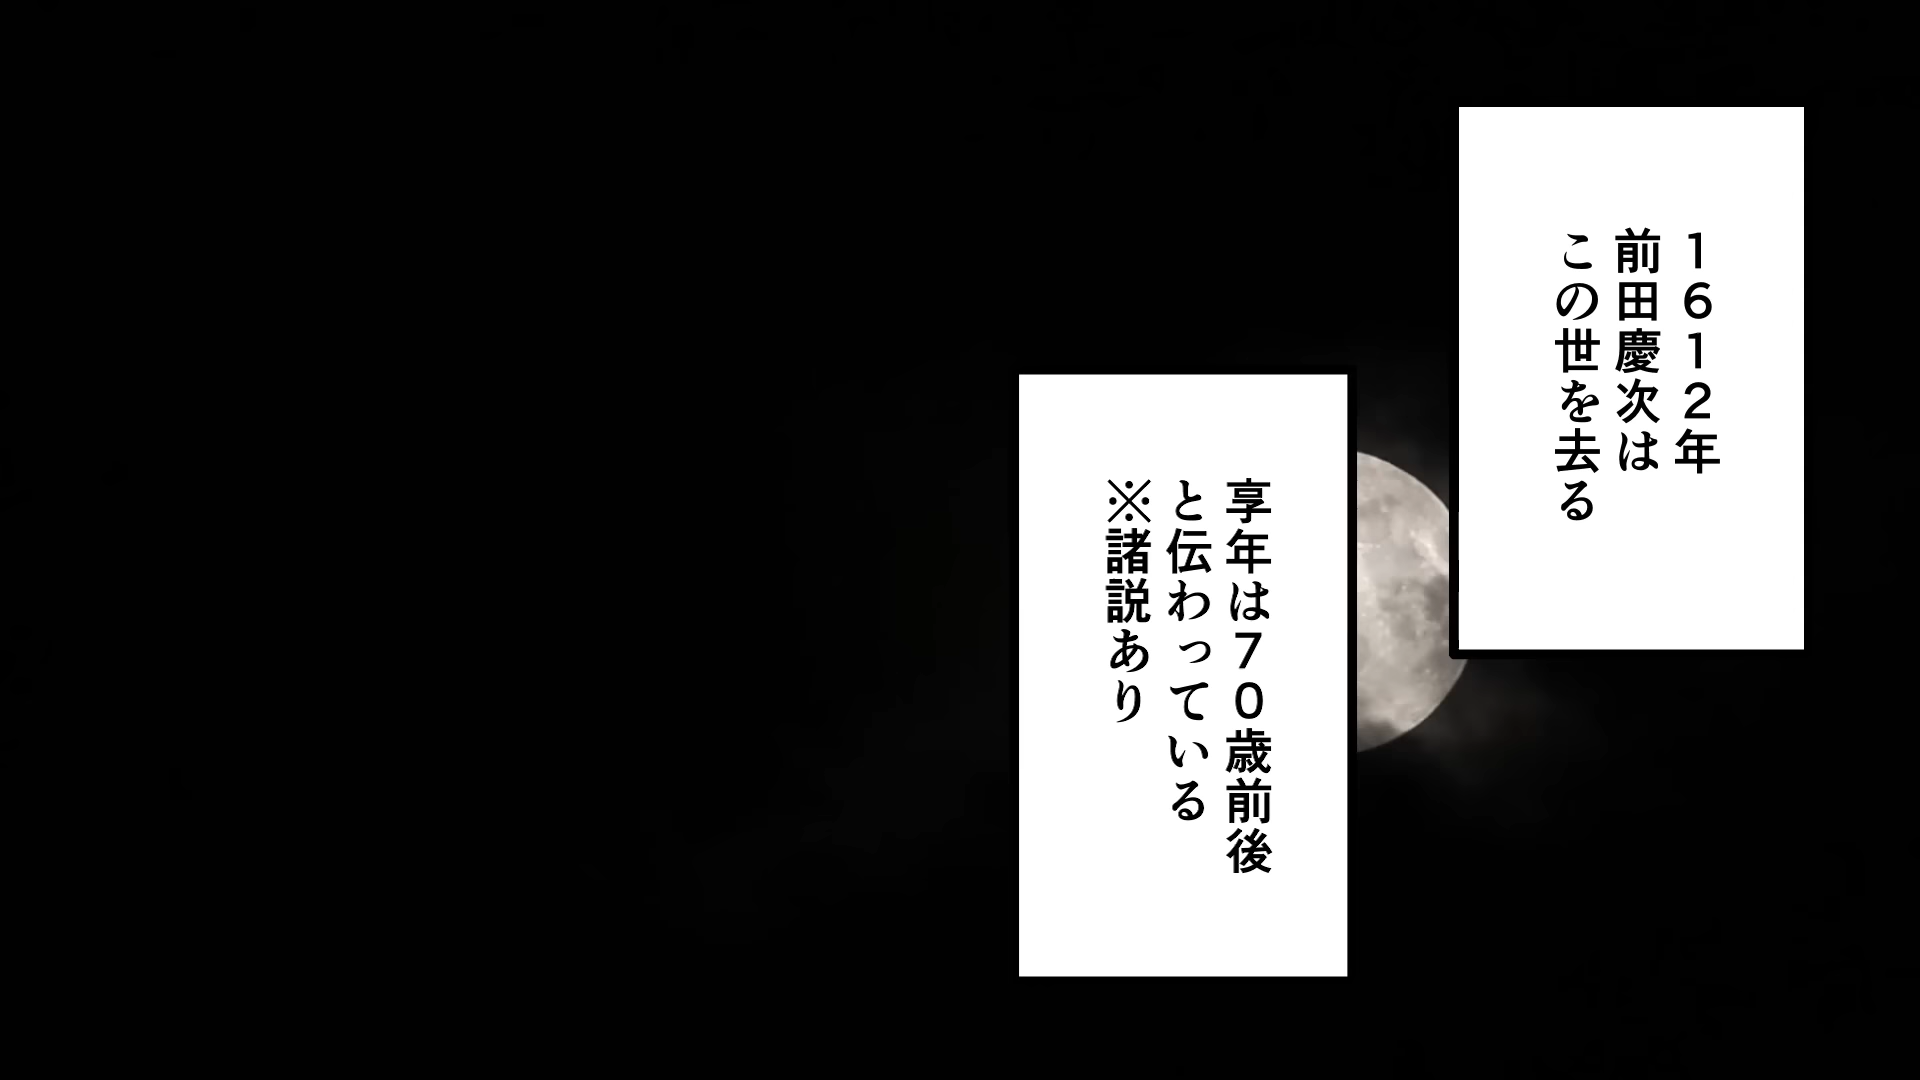 １６１２年
前田慶次は
この世を去る
享年は７０歳前後
と伝わっている
※諸説あり